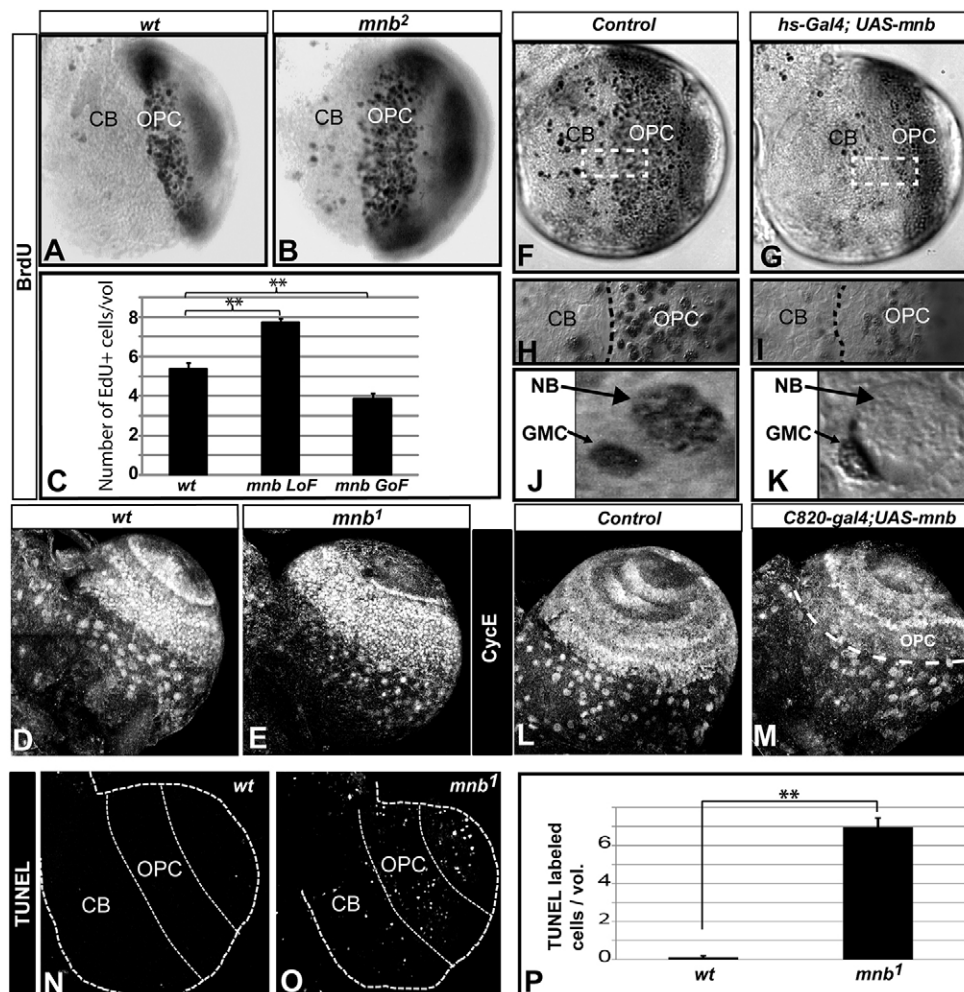 wt
mnb2
Control
hs-Gal4; UAS-mnb
BrdU
CB
OPC
A
CB
OPC
B
CB
OPC
F
CB
OPC
G
Number of EdU+ cells/vol
8
6
4
2
0
**
**
wt
mnb LoF
mnb GoF
C
CB
OPC
H
CB
OPC
I
NB
GMC
J
NB
GMC
K
wt
mnb1
Control
C820-gal4;UAS-mnb
D
E
CycE
L
OPC
M
TUNEL
wt
OPC
CB
N
mnb1
OPC
CB
O
TUNEL labeled
cells / vol.
6
4
2
0
**
wt
mnb1
P